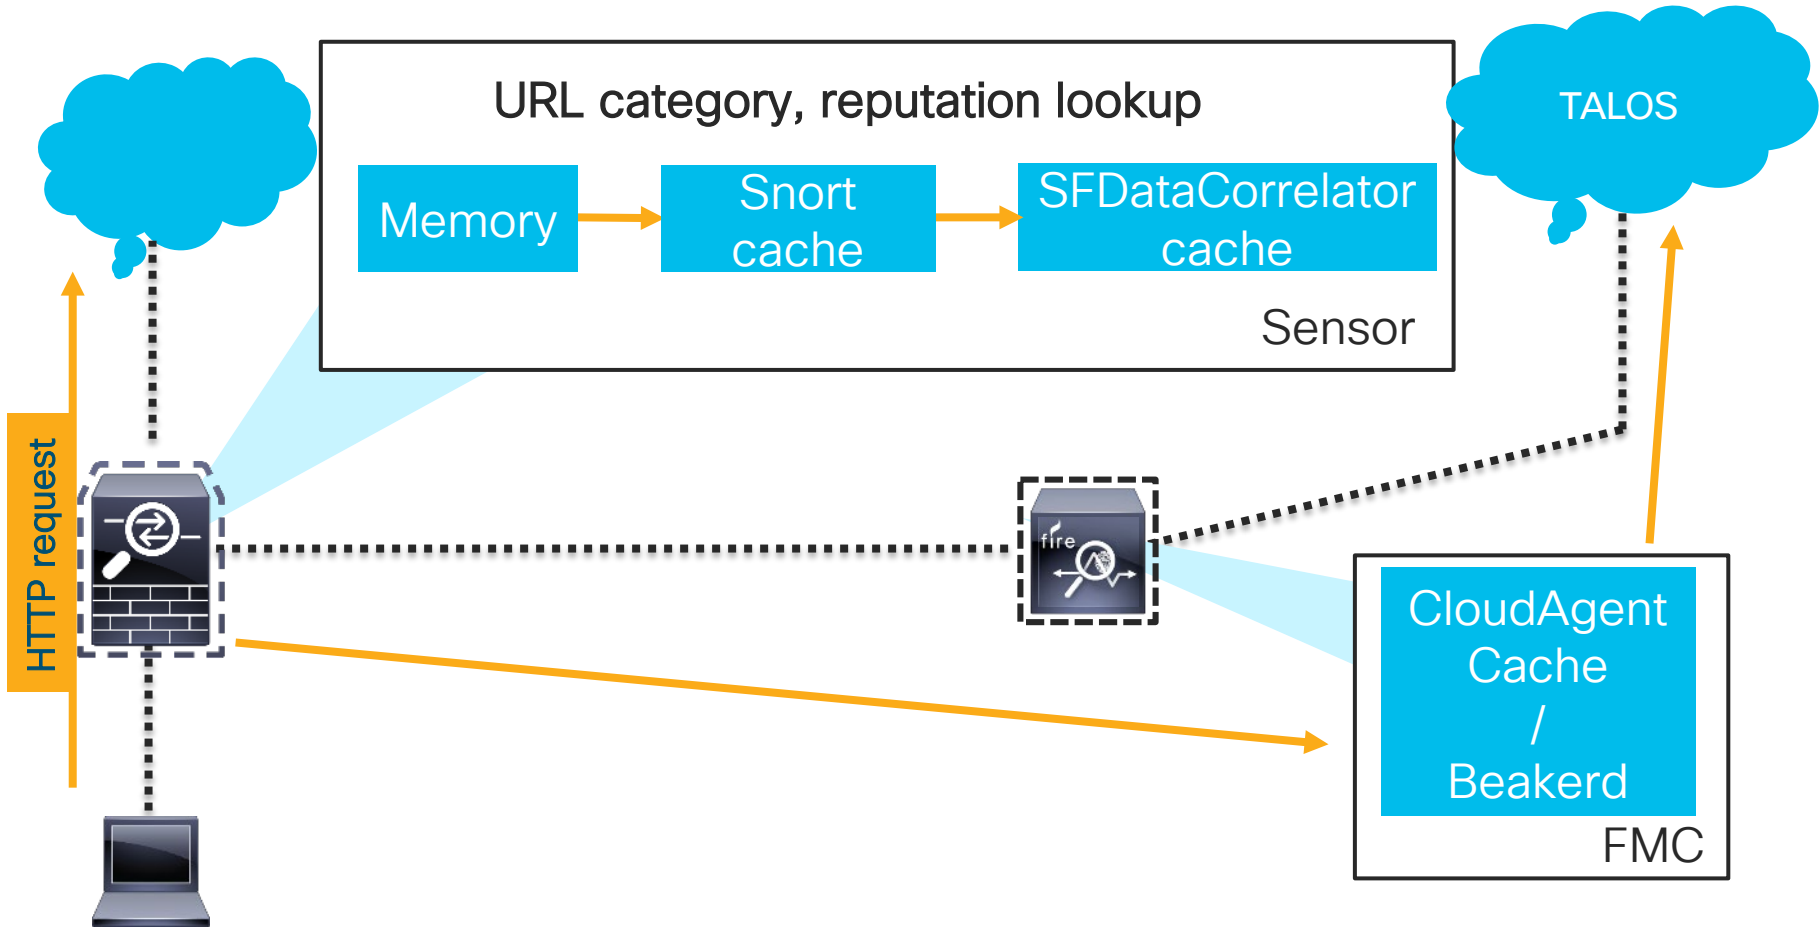 URL category, reputation lookup
TALOS
Memory
Snort
cache
SFDataCorrelator
cache
Sensor
HTTP request
fire
CloudAgent
Cache
/
Beakerd
FMC